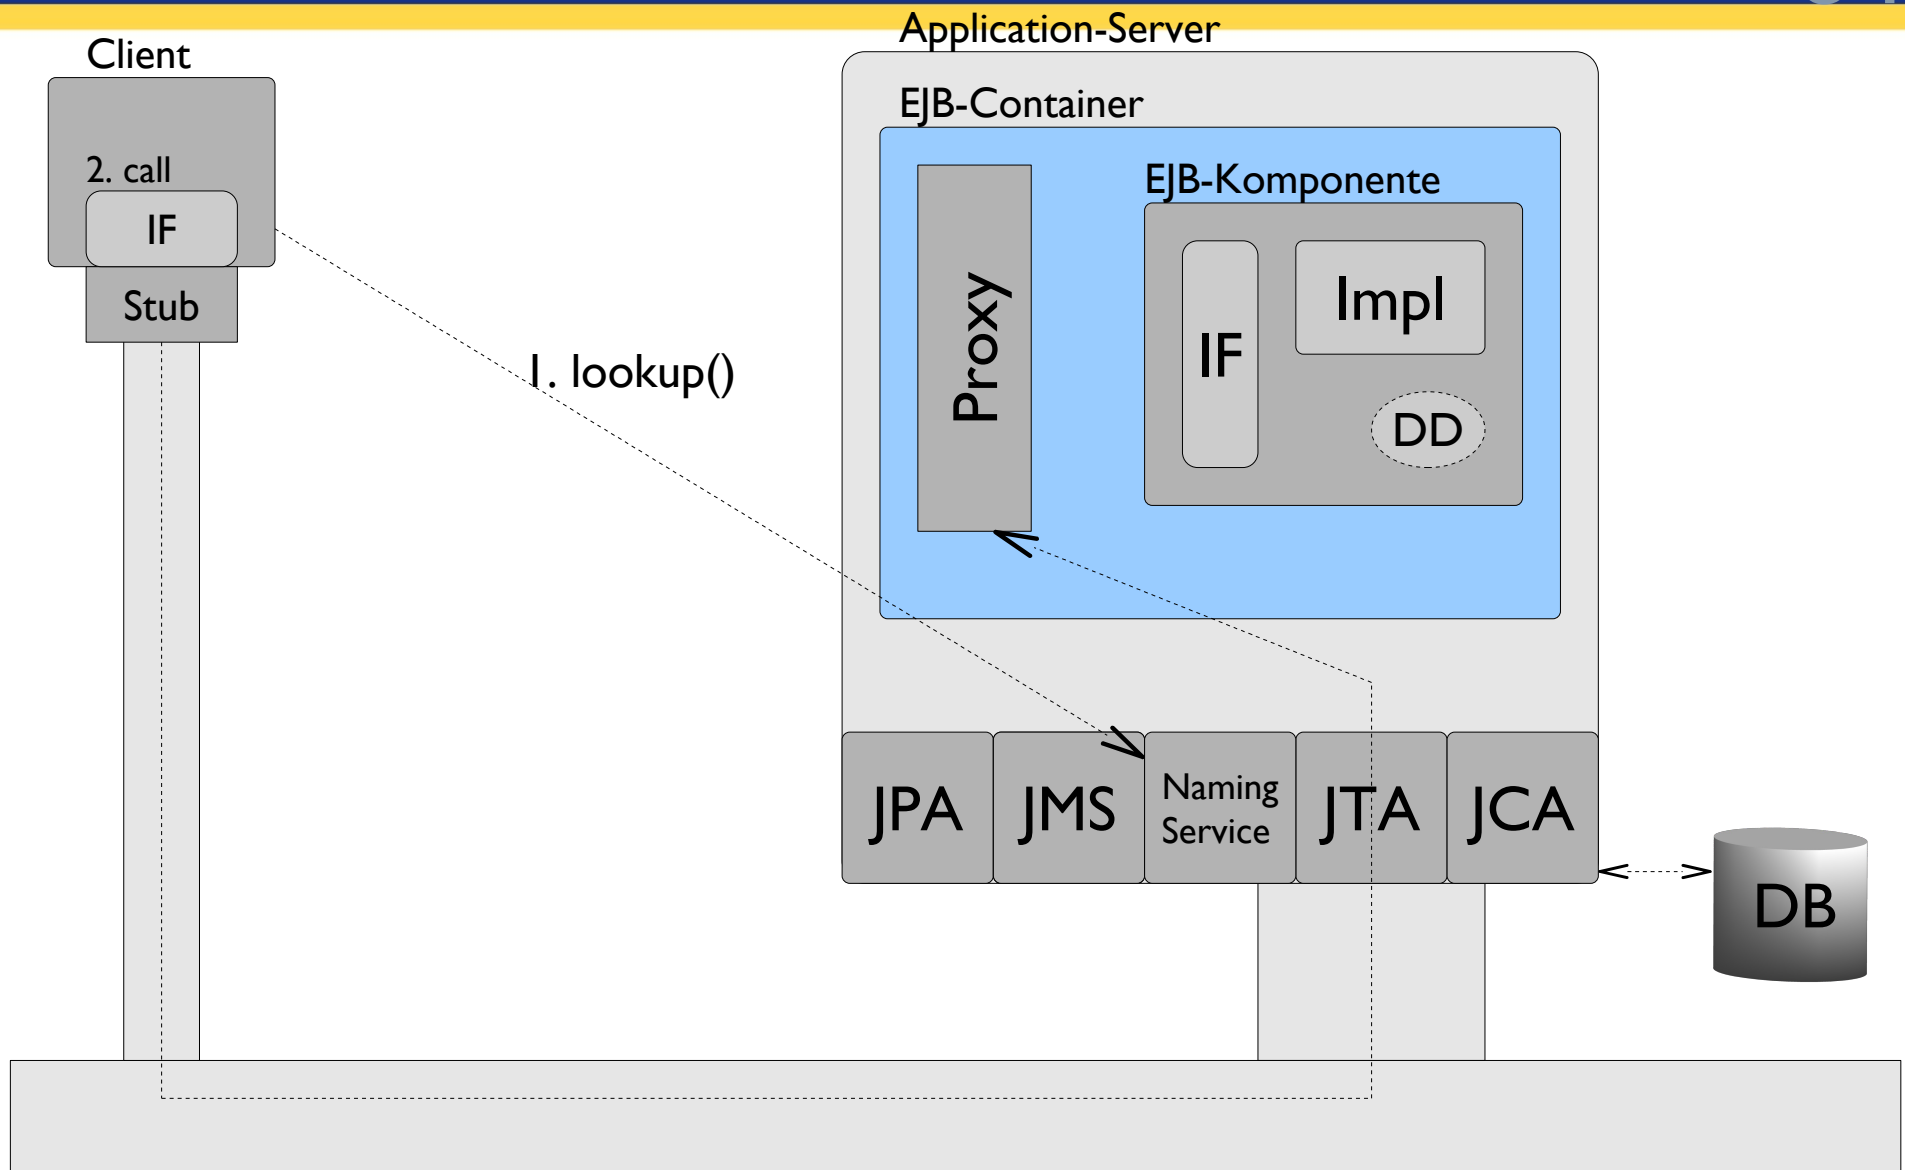 Application-Server
Client
EJB-Container
2. call
EJB-Komponente
IF
Stub
Proxy
IF
Impl
DD
1. lookup()
JPA
JMS
Naming
Service
JTA
JCA
DB